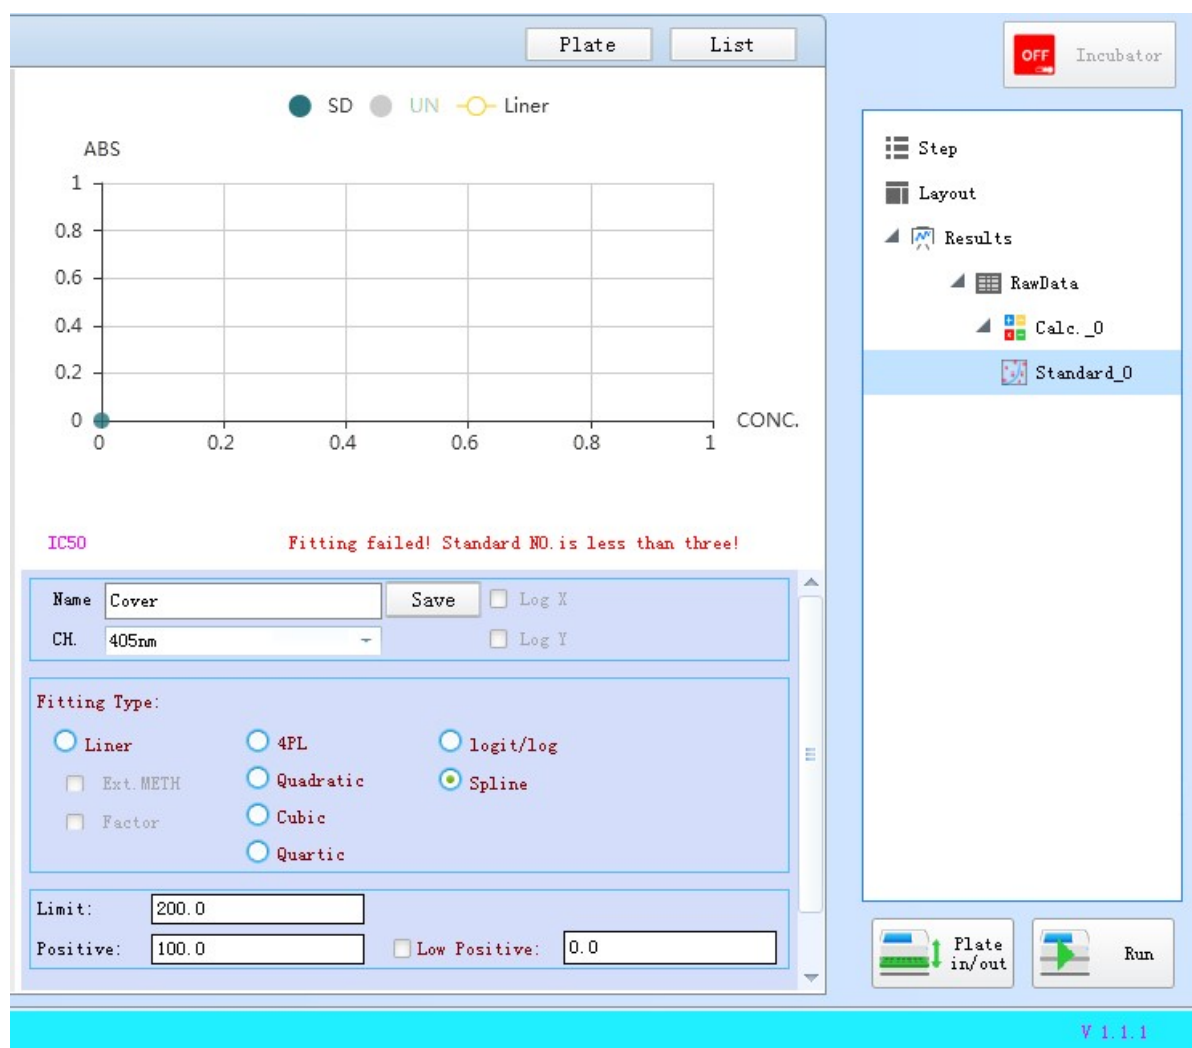 Plate List
OFF Incubator
SD UN Liner
ABS
1
0.8
0.6
0.4
0.2
0
0 0.2 0.4 0.6 0.8 1
CONC.
IC50 Fitting failed! Standard NO.is less than three!
Name Cover Save Log X
CH. 405nm Log Y
Fitting Type:
Liner 4PL logit/log
Ext.METH Quadratic Spline
Factor Cubic
Quartic
Limit: 200.0
Positive: 100.0 Low Positive: 0.0
Step
Layout
Results
RawData
Calc._0
Standard_0
Plate
in/out
Run
V 1.1.1